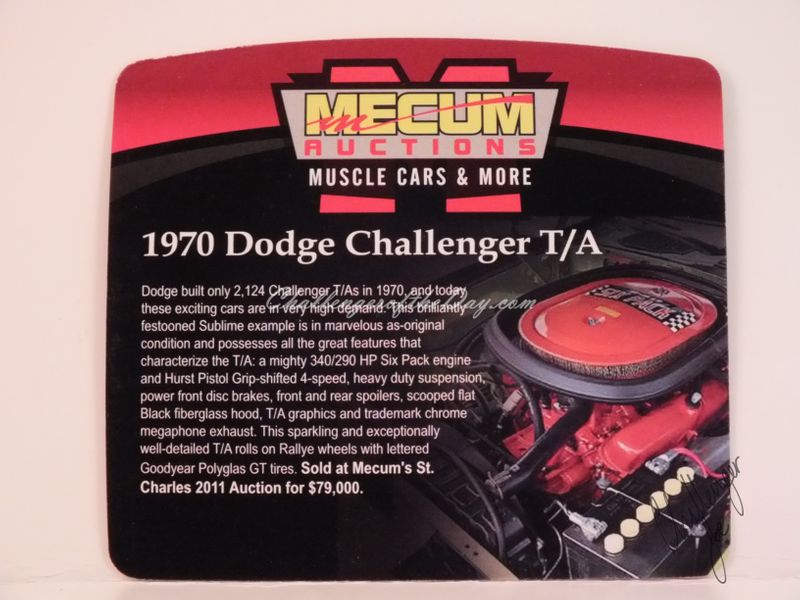 MECUM
AUCTIONS
MUSCLE CARS & MORE
1970 Dodge Challenger T/A
Dodge built only 2,124 Challenger T/As in 1970, and today,
these exciting cars are in very high demand. This brilliantly
festooned Sublime example is in marvelous as-original
condition and possesses all the great features that
characterize the T/A: a mighty 340/290 HP Six Pack engine
and Hurst Pistol Grip-shifted 4-speed, heavy duty suspension,
power front disc brakes, front and rear spoilers, scooped flat
Black fiberglass hood, T/A graphics and trademark chrome
megaphone exhaust. This sparkling and exceptionally
well-detailed T/A rolls on Rallye wheels with lettered
Goodyear Polyglas GT tires. Sold at Mecum's St.
Charles 2011 Auction for $79,000.
ChallengeroftheDay.com
SIX PACK
Challenger
Joe